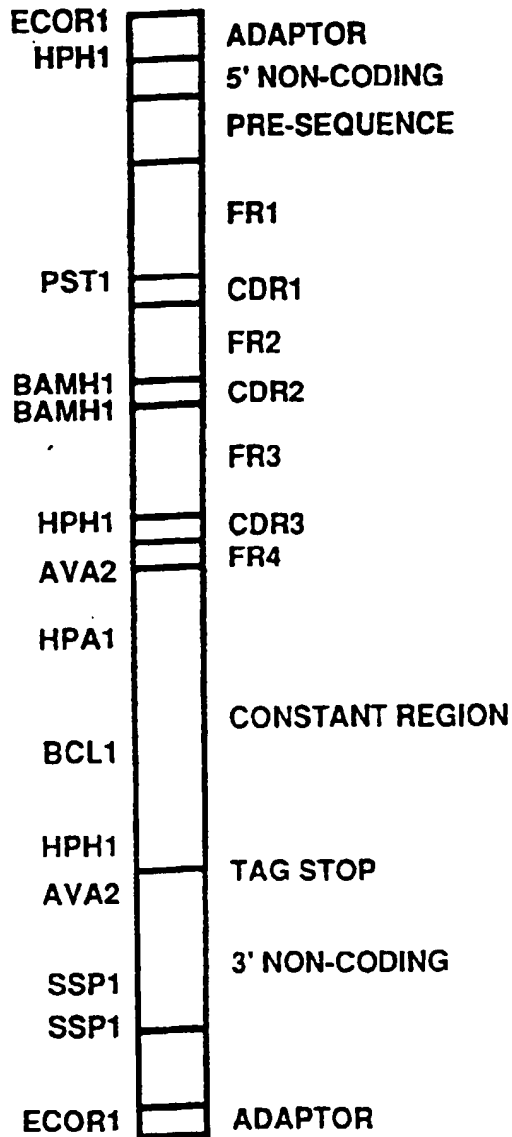 ECOR1
ADAPTOR
HPH1
5' NON-CODING
PRE-SEQUENCE
FR1
PST1
CDR1
FR2
BAMH1
CDR2
BAMH1
FR3
HPH1
CDR3
FR4
AVA2
HPA1
CONSTANT REGION
BCL1
HPH1
TAG STOP
AVA2
3' NON-CODING
SSP1
SSP1
ECOR1
ADAPTOR